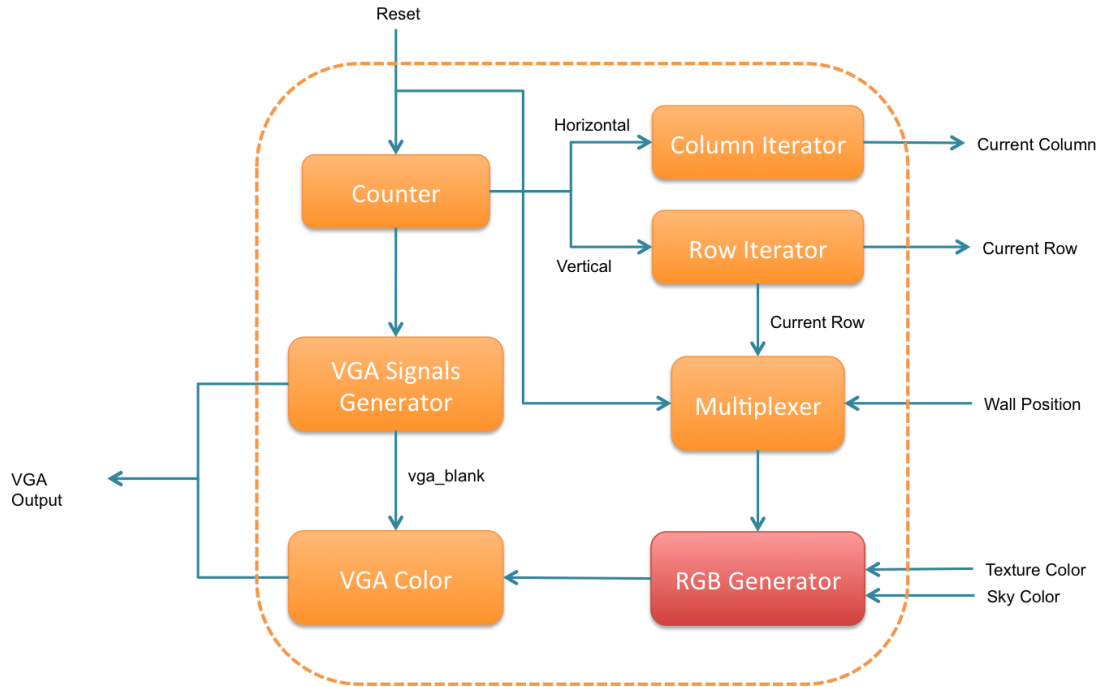 Reset
Horizontal
Column Iterator
Current Column
Counter
Row Iterator
Current Row
Vertical
Current Row
VGA Signals
Generator
Multiplexer
Wall Position
vga_blank
VGA
Output
VGA Color
RGB Generator
Texture Color
Sky Color